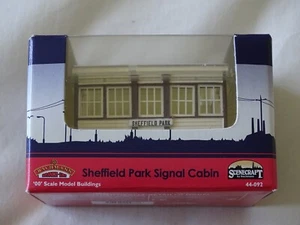 SHEFFIELD PARK
BACHMANN
Sheffield Park Signal Cabin
'00' Scale Model Buildings
SCENECRAFT
44-092